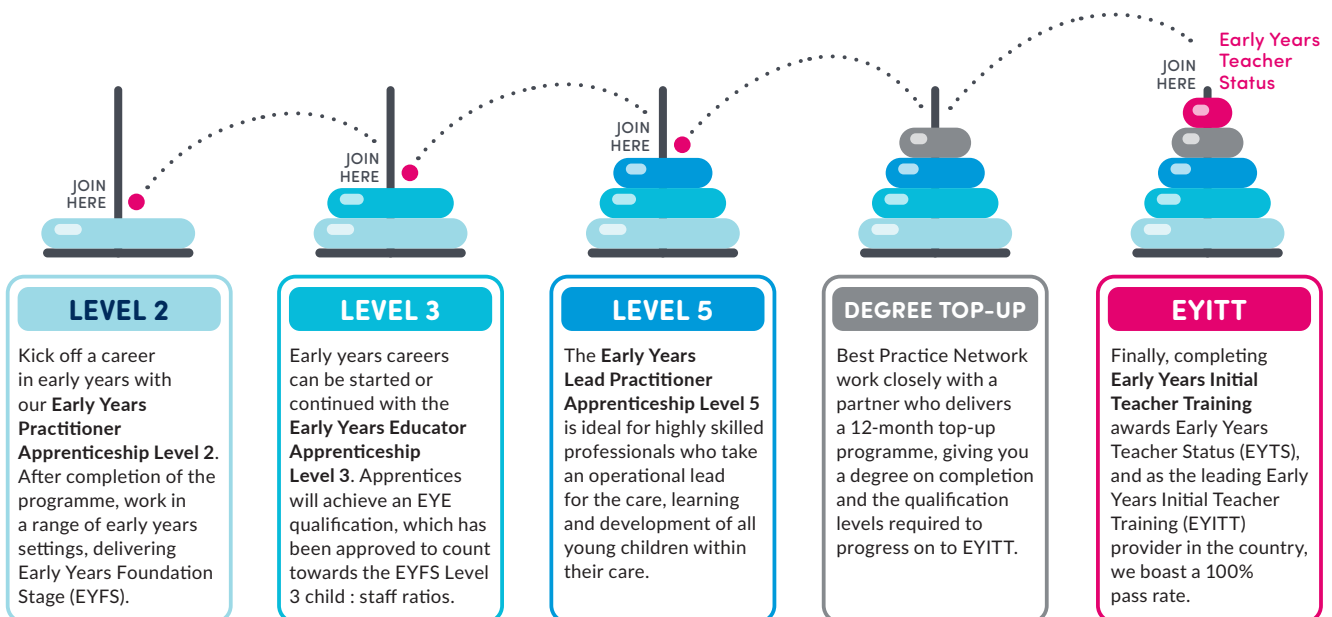 Early Years
Teacher
Status
JOIN
HERE
JOIN
HERE
JOIN
HERE
JOIN
HERE
LEVEL 2
Kick off a career
in early years with
our Early Years
Practitioner
Apprenticeship Level 2.
After completion of the
programme, work in
a range of early years
settings, delivering
Early Years Foundation
Stage (EYFS).
LEVEL 3
Early years careers
can be started or
continued with the
Early Years Educator
Apprenticeship
Level 3. Apprentices
will achieve an EYE
qualification, which has
been approved to count
towards the EYFS Level
3 child : staff ratios.
LEVEL 5
The Early Years
Lead Practitioner
Apprenticeship Level 5
is ideal for highly skilled
professionals who take
an operational lead
for the care, learning
and development of all
young children within
their care.
DEGREE TOP-UP
Best Practice Network
work closely with a
partner who delivers
a 12-month top-up
programme, giving you
a degree on completion
and the qualification
levels required to
progress on to EYITT.
EYITT
Finally, completing
Early Years Initial
Teacher Training
awards Early Years
Teacher Status (EYTS),
and as the leading Early
Years Initial Teacher
Training (EYITT)
provider in the country,
we boast a 100%
pass rate.